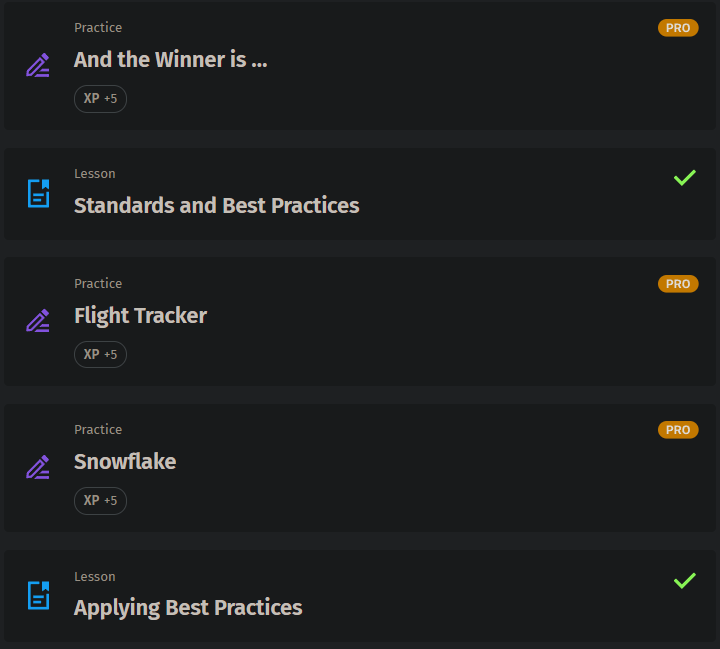 Practice
PRO
And the Winner is ...
XP +5
Lesson
Standards and Best Practices
Practice
PRO
Flight Tracker
XP +5
Practice
PRO
Snowflake
XP +5
Lesson
Applying Best Practices